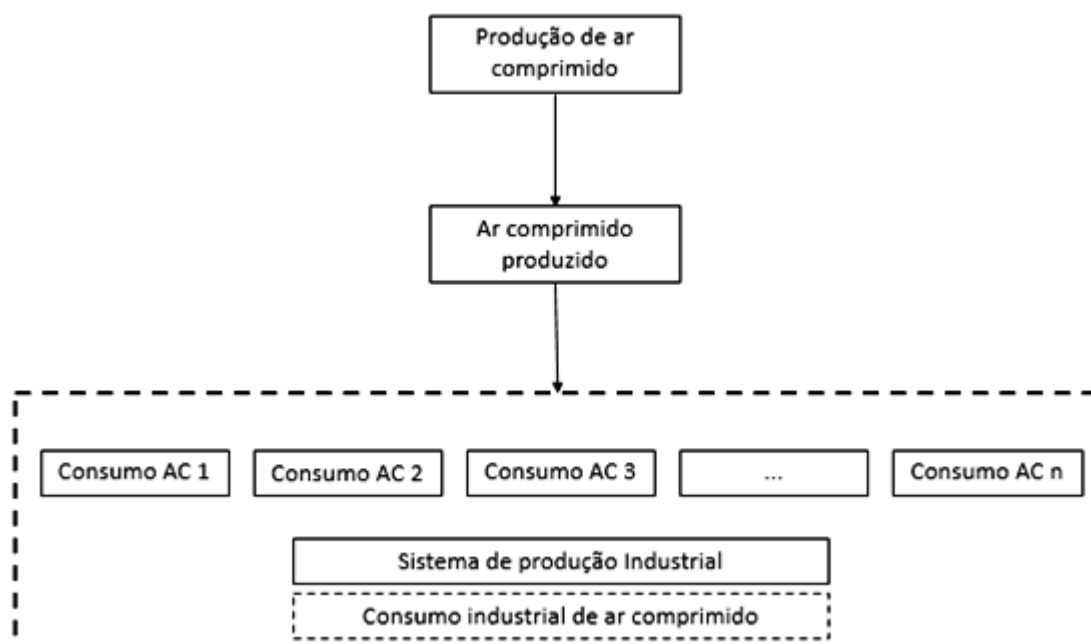 Produção de ar
comprimido
Ar comprimido
produzido
Consumo AC 1
Consumo AC 2
Consumo AC 3
...
Consumo AC n
Sistema de produção Industrial
Consumo industrial de ar comprimido